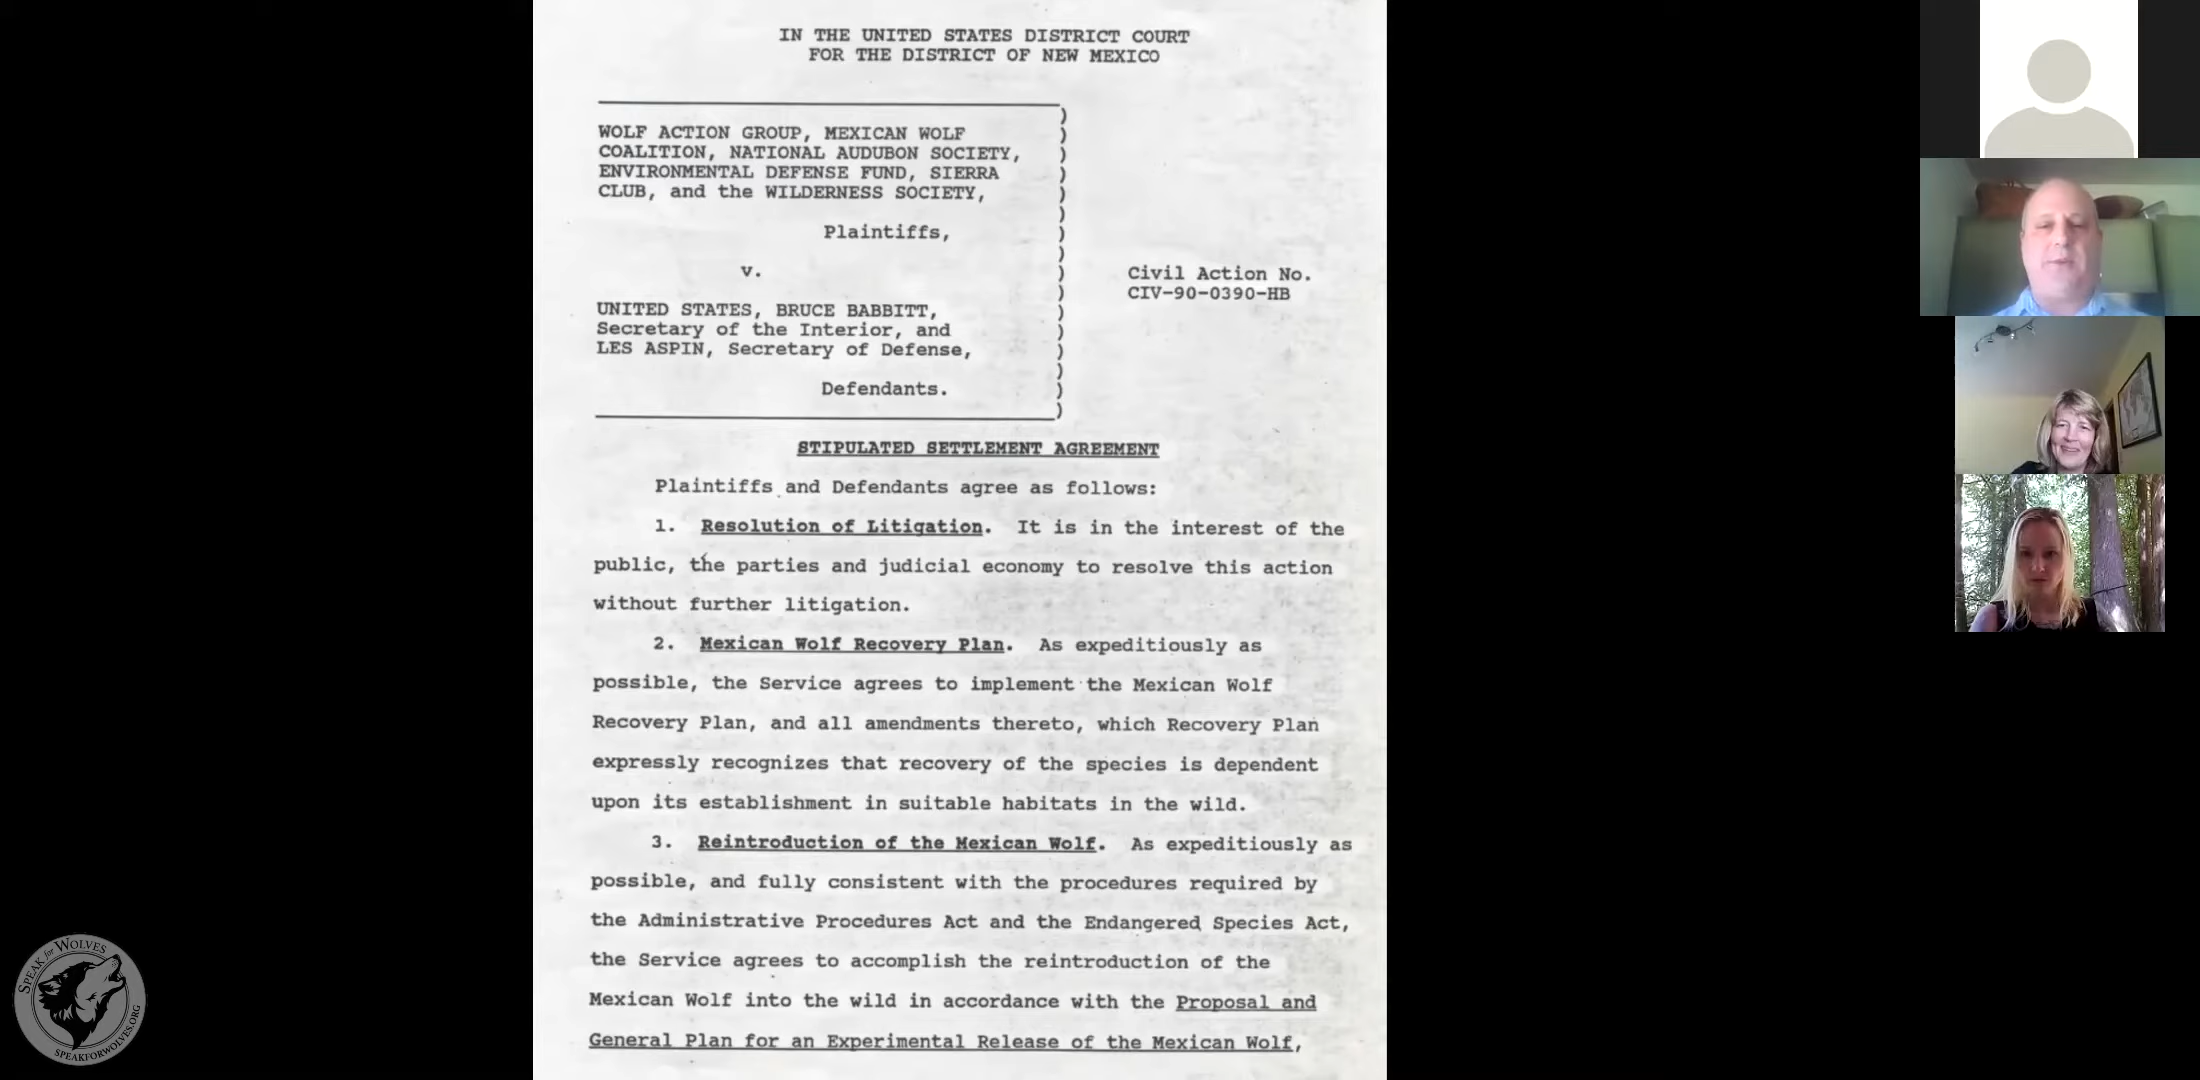 IN THE UNITED STATES DISTRICT COURT
FOR THE DISTRICT OF NEW MEXICO
WOLF ACTION GROUP, MEXICAN WOLF
COALITION, NATIONAL AUDUBON SOCIETY,
ENVIRONMENTAL DEFENSE FUND, SIERRA
CLUB, and the WILDERNESS SOCIETY,
Plaintiffs,
v.
UNITED STATES, BRUCE BABBITT,
Secretary of the Interior, and
LES ASPIN, Secretary of Defense,
Defendants.
Civil Action No.
CIV-90-0390-HB
STIPULATED SETTLEMENT AGREEMENT
Plaintiffs and Defendants agree as follows:
1. Resolution of Litigation. It is in the interest of the
public, the parties and judicial economy to resolve this action
without further litigation.
2. Mexican Wolf Recovery Plan. As expeditiously as
possible, the Service agrees to implement the Mexican Wolf
Recovery Plan, and all amendments thereto, which Recovery Plan
expressly recognizes that recovery of the species is dependent
upon its establishment in suitable habitats in the wild.
3. Reintroduction of the Mexican Wolf. As expeditiously as
possible, and fully consistent with the procedures required by
the Administrative Procedures Act and the Endangered Species Act,
the Service agrees to accomplish the reintroduction of the
Mexican Wolf into the wild in accordance with the Proposal and
General Plan for an Experimental Release of the Mexican Wolf,
SPEAK for WOLVES
SPEAKFORWOLVES.ORG